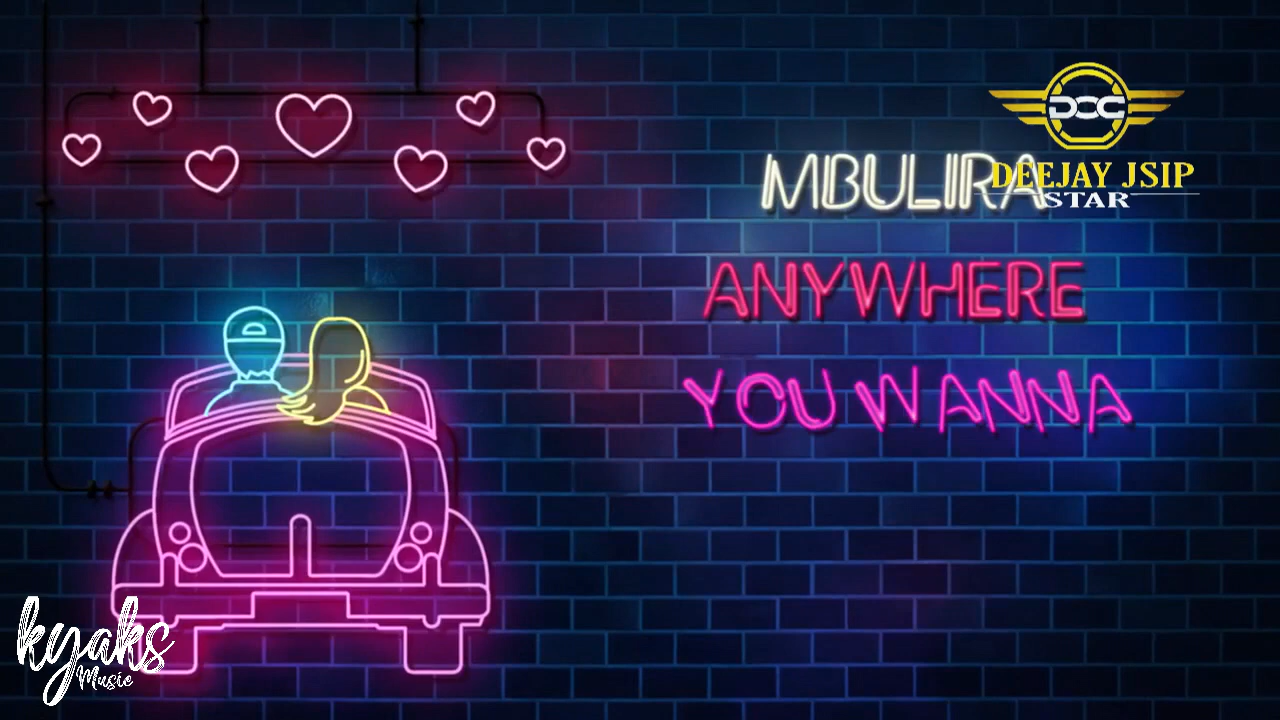 DCC
DEEJAY JSIP
STAR
MBULIRA
ANYWHERE
YOU WANNA
kyaks
Music